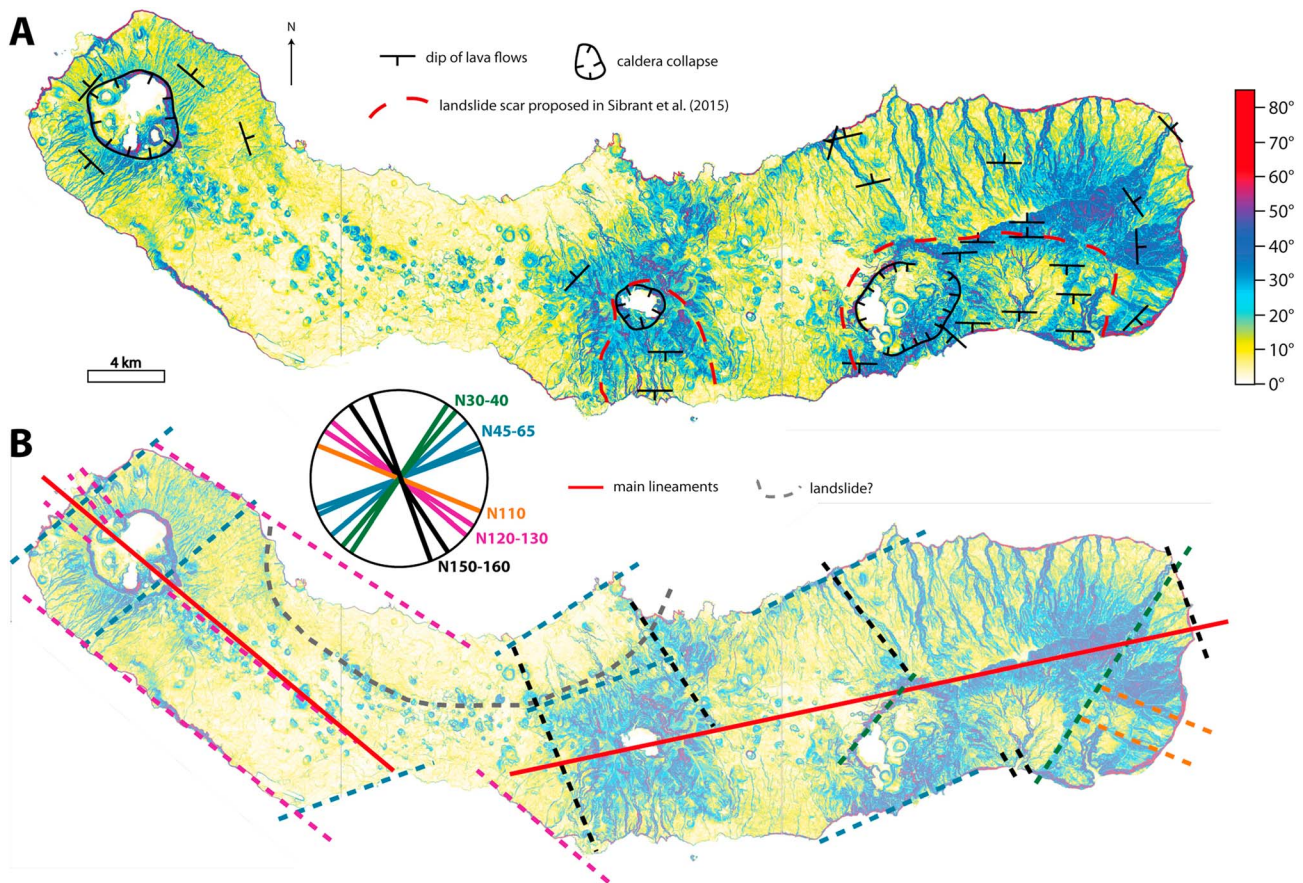 A
N
dip of lava flows
caldera collapse
landslide scar proposed in Sibrant et al. (2015)
80°
70°
60°
50°
40°
30°
20°
10°
0°
4 km
B
N30-40
N45-65
N110
N120-130
N150-160
main lineaments
landslide?